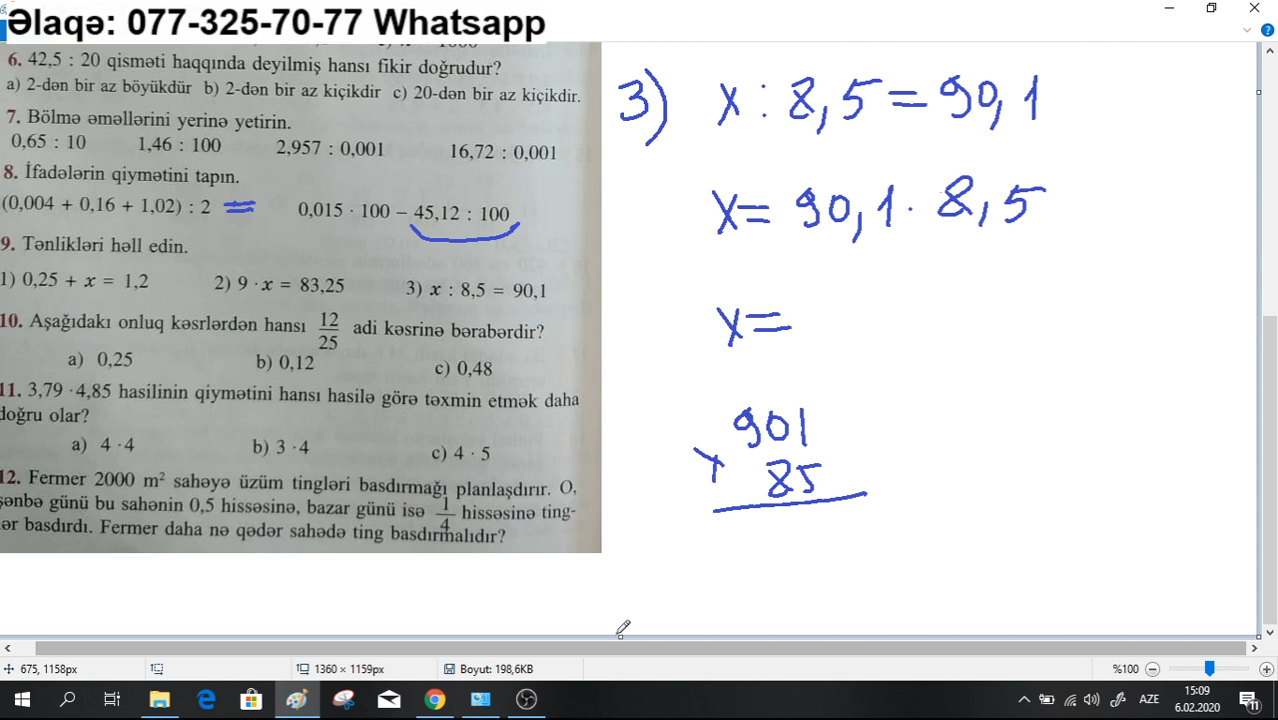 Əlaqə: 077-325-70-77 Whatsapp
6. 42,5 : 20 qisməti haqqında deyilmiş hansı fikir doğrudur?
a) 2-dən bir az böyükdür b) 2-dən bir az kiçikdir c) 20-dən bir az kiçikdir.
7. Bölmə əməllərini yerinə yetirin.
0,65 : 10 1,46 : 100 2,957 : 0,001 16,72 : 0,001
8. İfadələrin qiymətini tapın.
(0,004 + 0,16 + 1,02) : 2 = 0,015 · 100 – 45,12 : 100
9. Tənlikləri həll edin.
1) 0,25 + x = 1,2 2) 9 · x = 83,25 3) x : 8,5 = 90,1
10. Aşağıdakı onluq kəsrlərdən hansı 12/25 adi kəsrinə bərabərdir?
a) 0,25 b) 0,12 c) 0,48
11. 3,79 · 4,85 hasilinin qiymətini hansı hasilə görə təxmin etmək daha
doğru olar?
a) 4 · 4 b) 3 · 4 c) 4 · 5
12. Fermer 2000 m² sahəyə üzüm tingləri basdırmağı planlaşdırır. O,
şənbə günü bu sahənin 0,5 hissəsinə, bazar günü isə 1/4 hissəsinə ting-
lər basdırdı. Fermer daha nə qədər sahədə ting basdırmalıdır?
3) x : 8,5 = 90,1
x = 90,1 · 8,5
x =
901
x 85
675, 1158px
1360 × 1159px
Boyut: 198,6KB
%100
AZE
15:09
6.02.2020
11